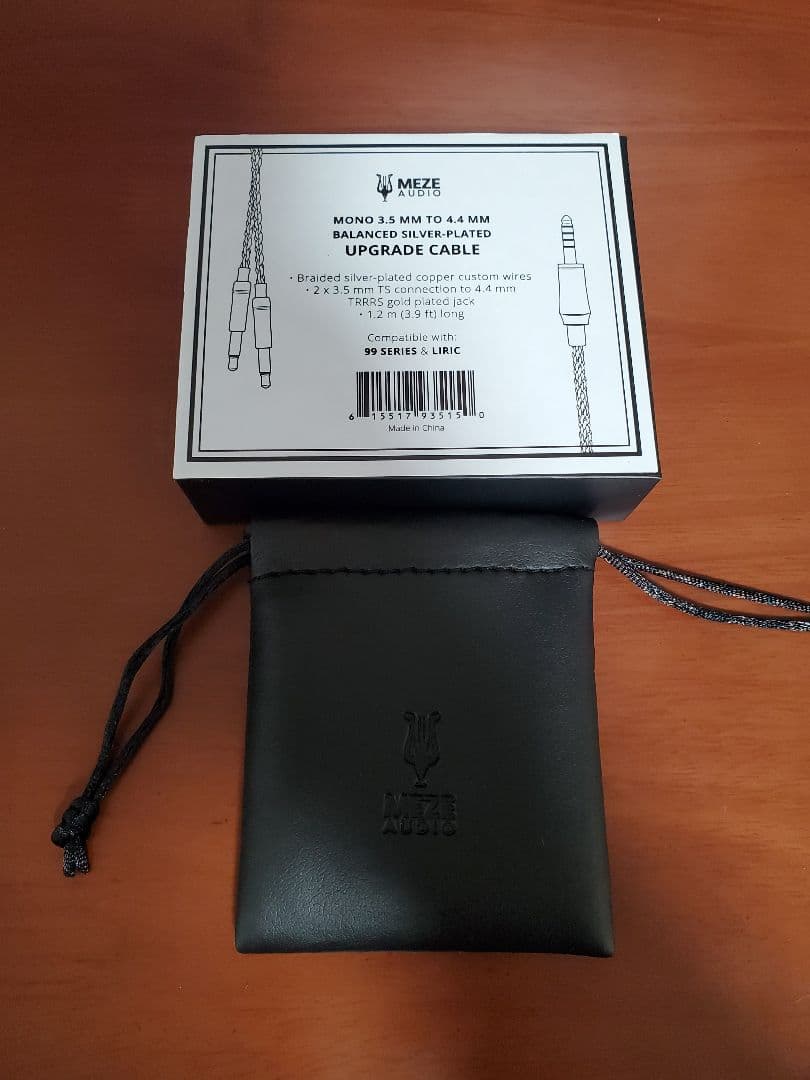 MEZE
AUDIO
MONO 3.5 MM TO 4.4 MM
BALANCED SILVER-PLATED
UPGRADE CABLE
• Braided silver-plated copper custom wires
• 2 x 3.5 mm TS connection to 4.4 mm
TRRRS gold plated jack
• 1.2 m (3.9 ft) long
Compatible with:
99 SERIES & LIRIC
6 15517 93515 0
Made in China
MEZE
AUDIO